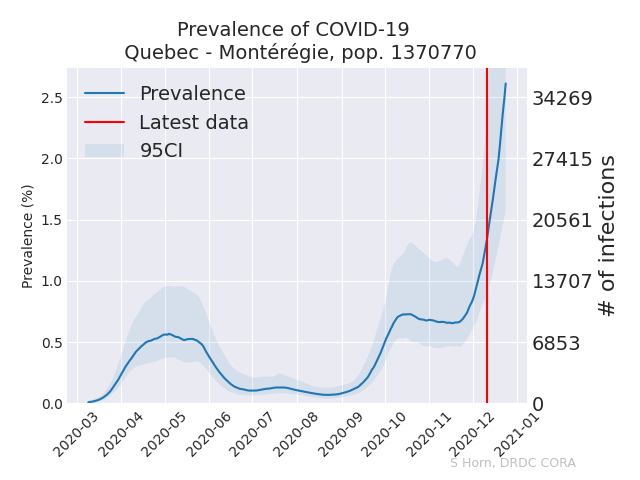 Prevalence of COVID-19
Quebec - Montérégie, pop. 1370770
Prevalence
Latest data
95CI
Prevalence (%)
2.5
2.0
1.5
1.0
0.5
0.0
34269
27415
20561
13707
6853
0
# of infections
2020-03
2020-04
2020-05
2020-06
2020-07
2020-08
2020-09
2020-10
2020-11
2020-12
2021-01
S Horn, DRDC CORA